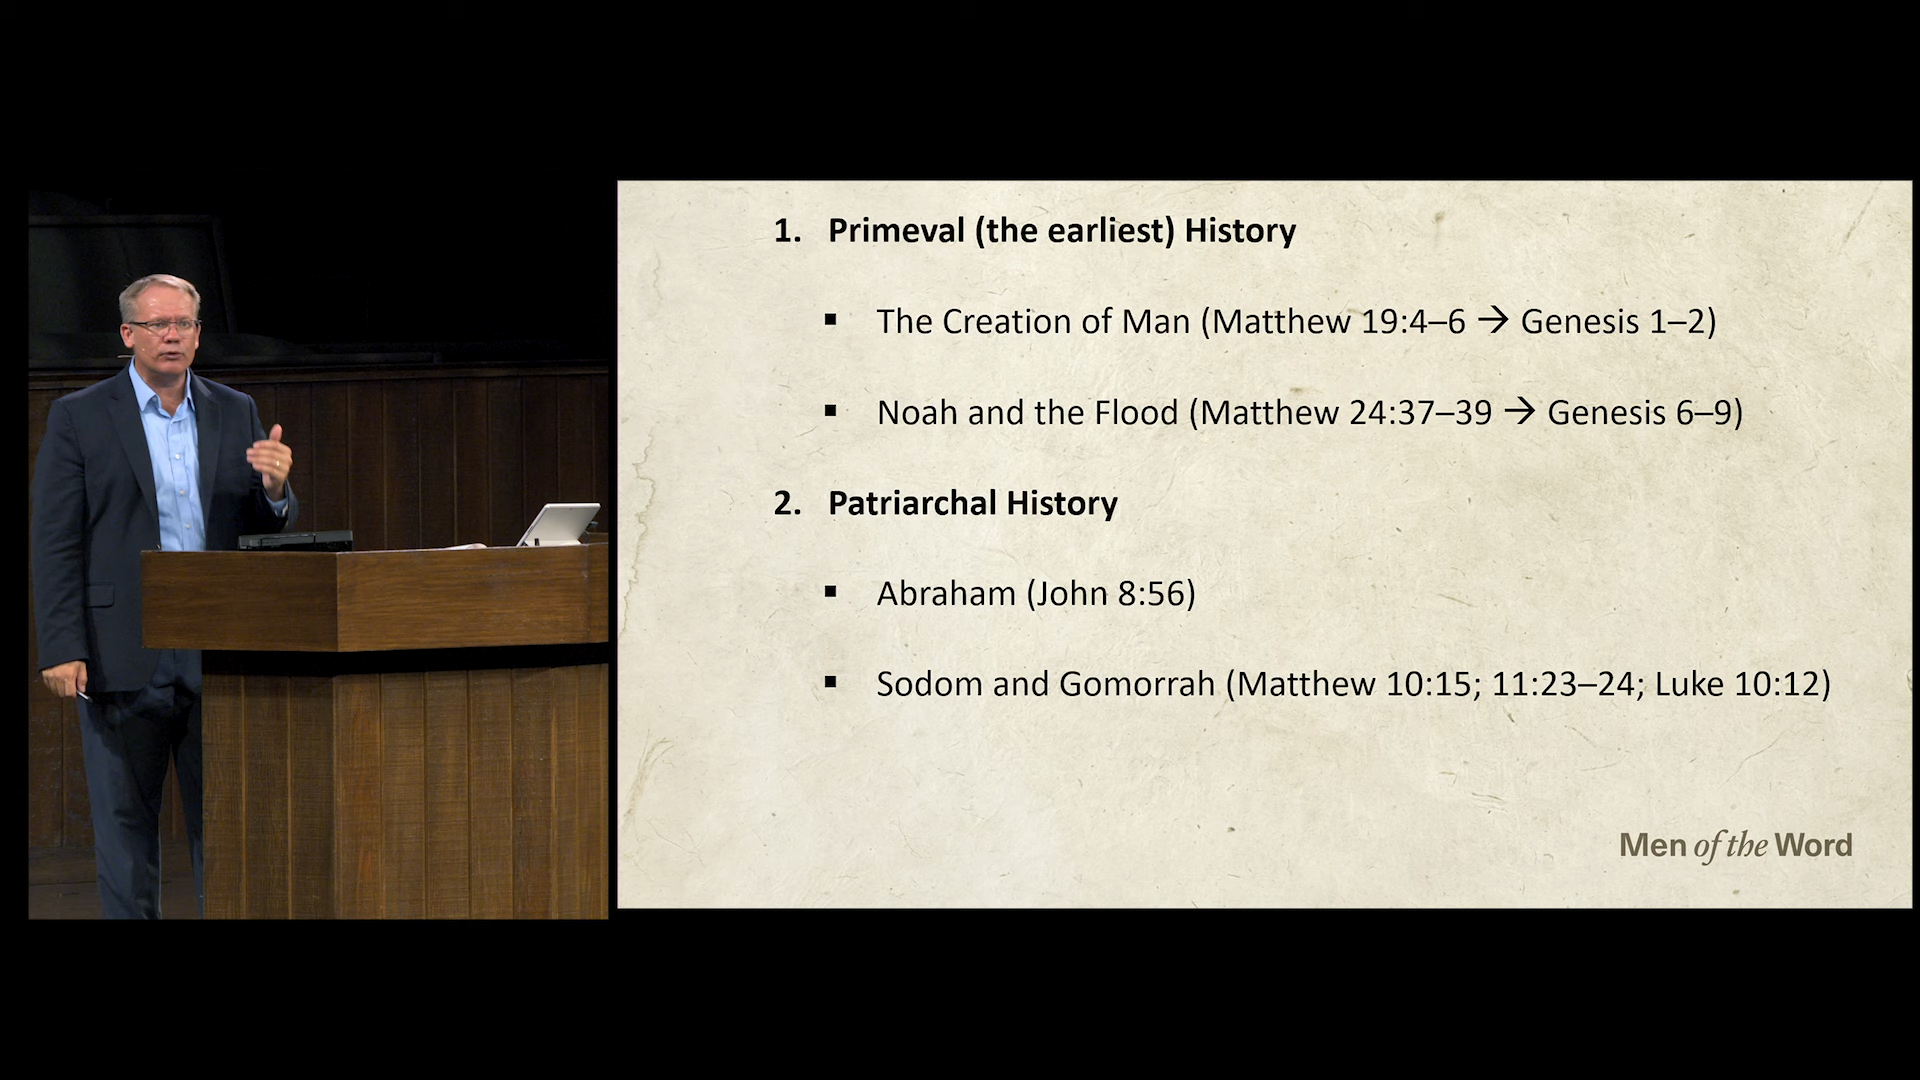 1. Primeval (the earliest) History
▪ The Creation of Man (Matthew 19:4–6 → Genesis 1–2)
▪ Noah and the Flood (Matthew 24:37–39 → Genesis 6–9)
2. Patriarchal History
▪ Abraham (John 8:56)
▪ Sodom and Gomorrah (Matthew 10:15; 11:23–24; Luke 10:12)
Men of the Word